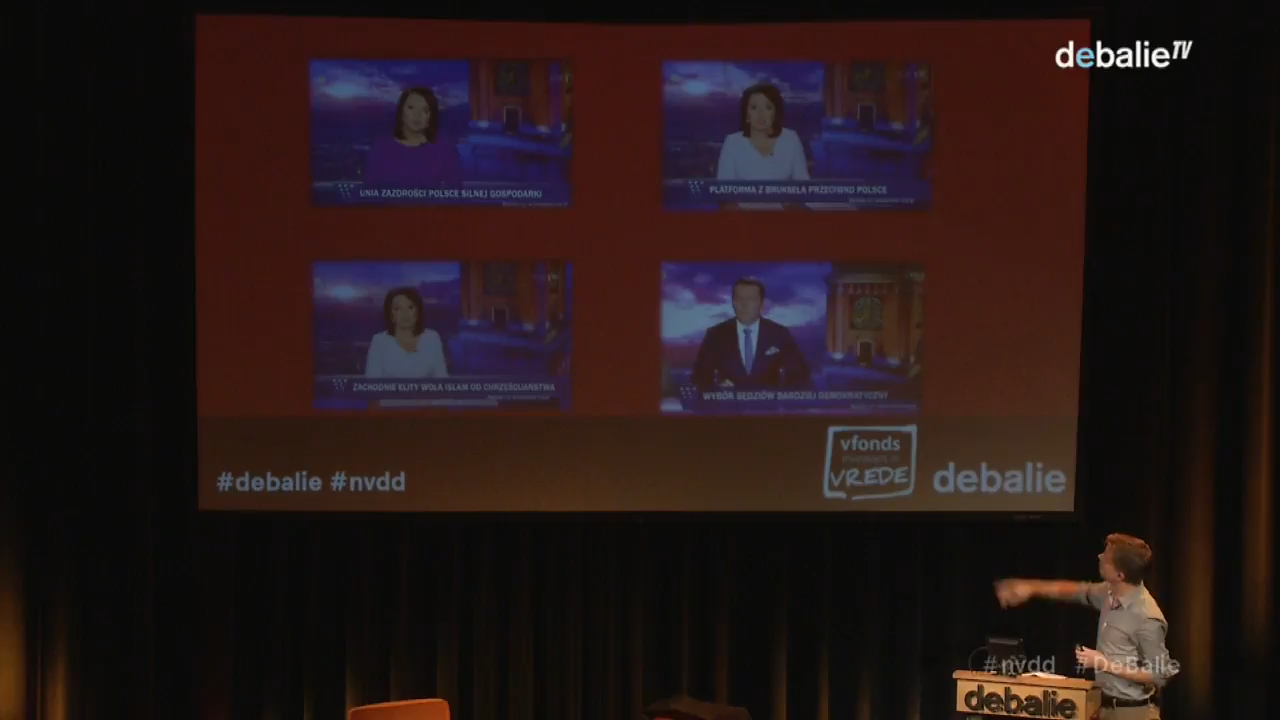 debalieTV
UNIA ZAZDROŚCI POLSCE SILNEJ GOSPODARKI
PLATFORMA Z BRUKSELĄ PRZECIWKO POLSCE
ZACHODNIE ELITY WOLĄ ISLAM OD CHRZEŚCIJAŃSTWA
WYBÓR SĘDZIÓW BARDZIEJ DEMOKRATYCZNY
vfonds
VREDE
#debalie #nvdd
debalie
#nvdd #DeBalie
debalie